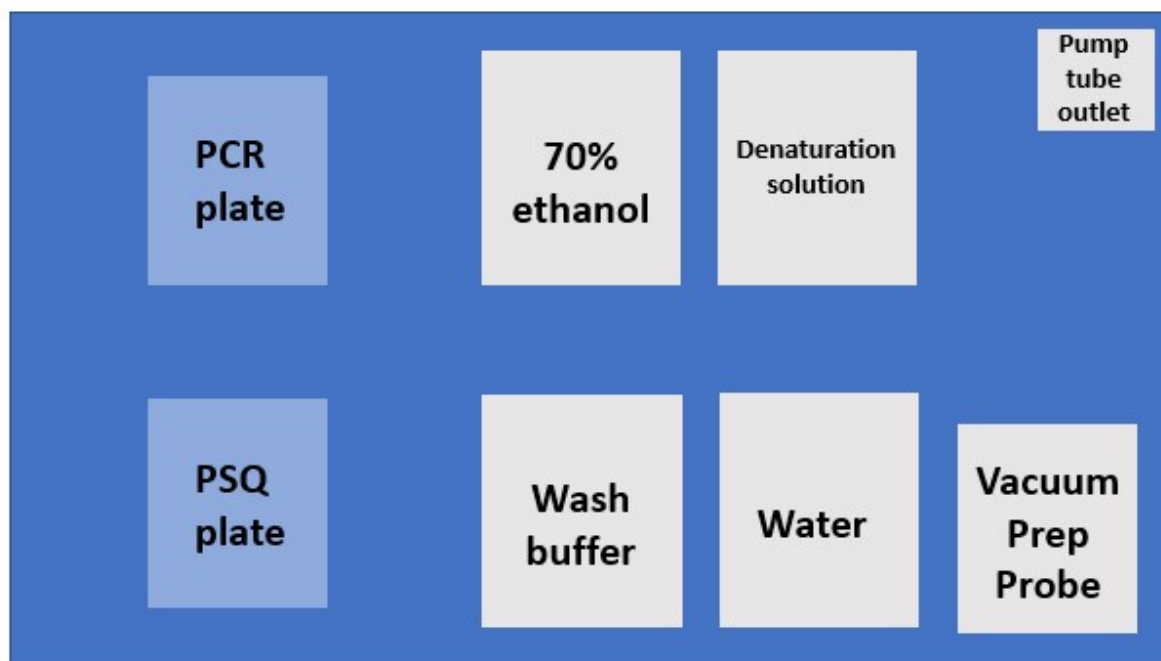 PCR
plate
70%
ethanol
Denaturation
solution
Pump
tube
outlet
PSQ
plate
Wash
buffer
Water
Vacuum
Prep
Probe